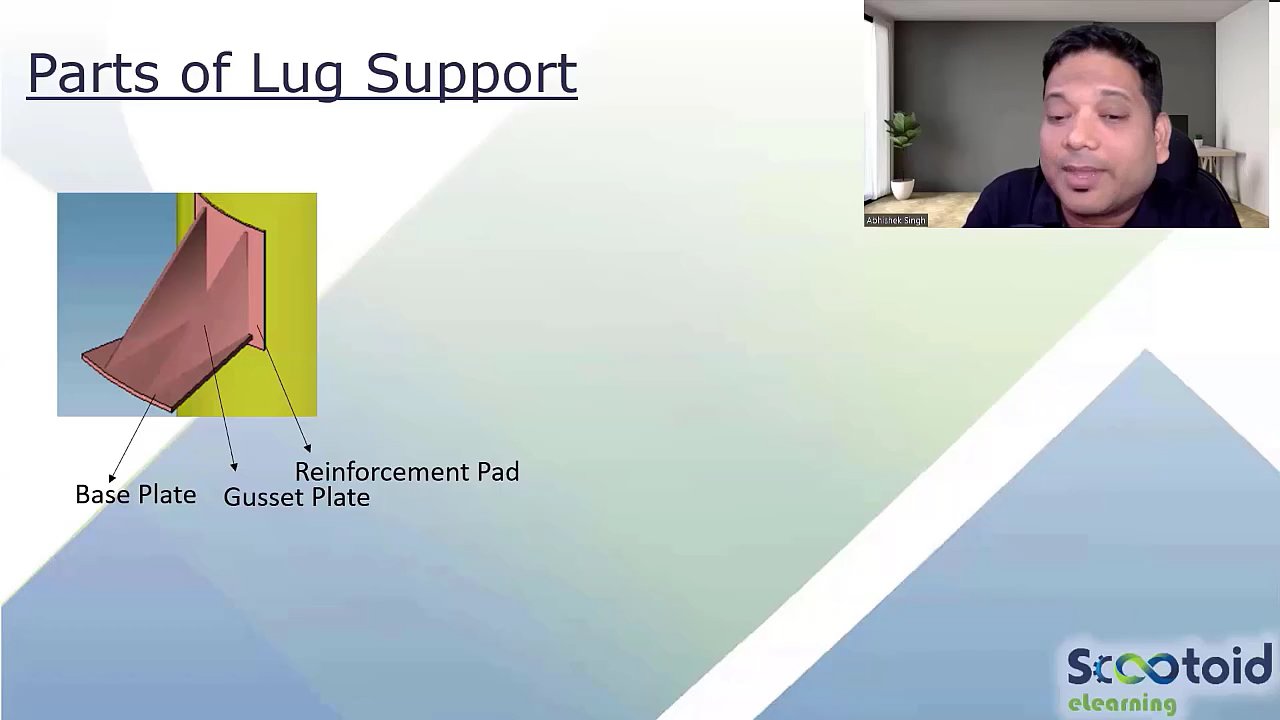 Parts of Lug Support
Abhishek Singh
Reinforcement Pad
Base Plate
Gusset Plate
Scootoid
eLearning